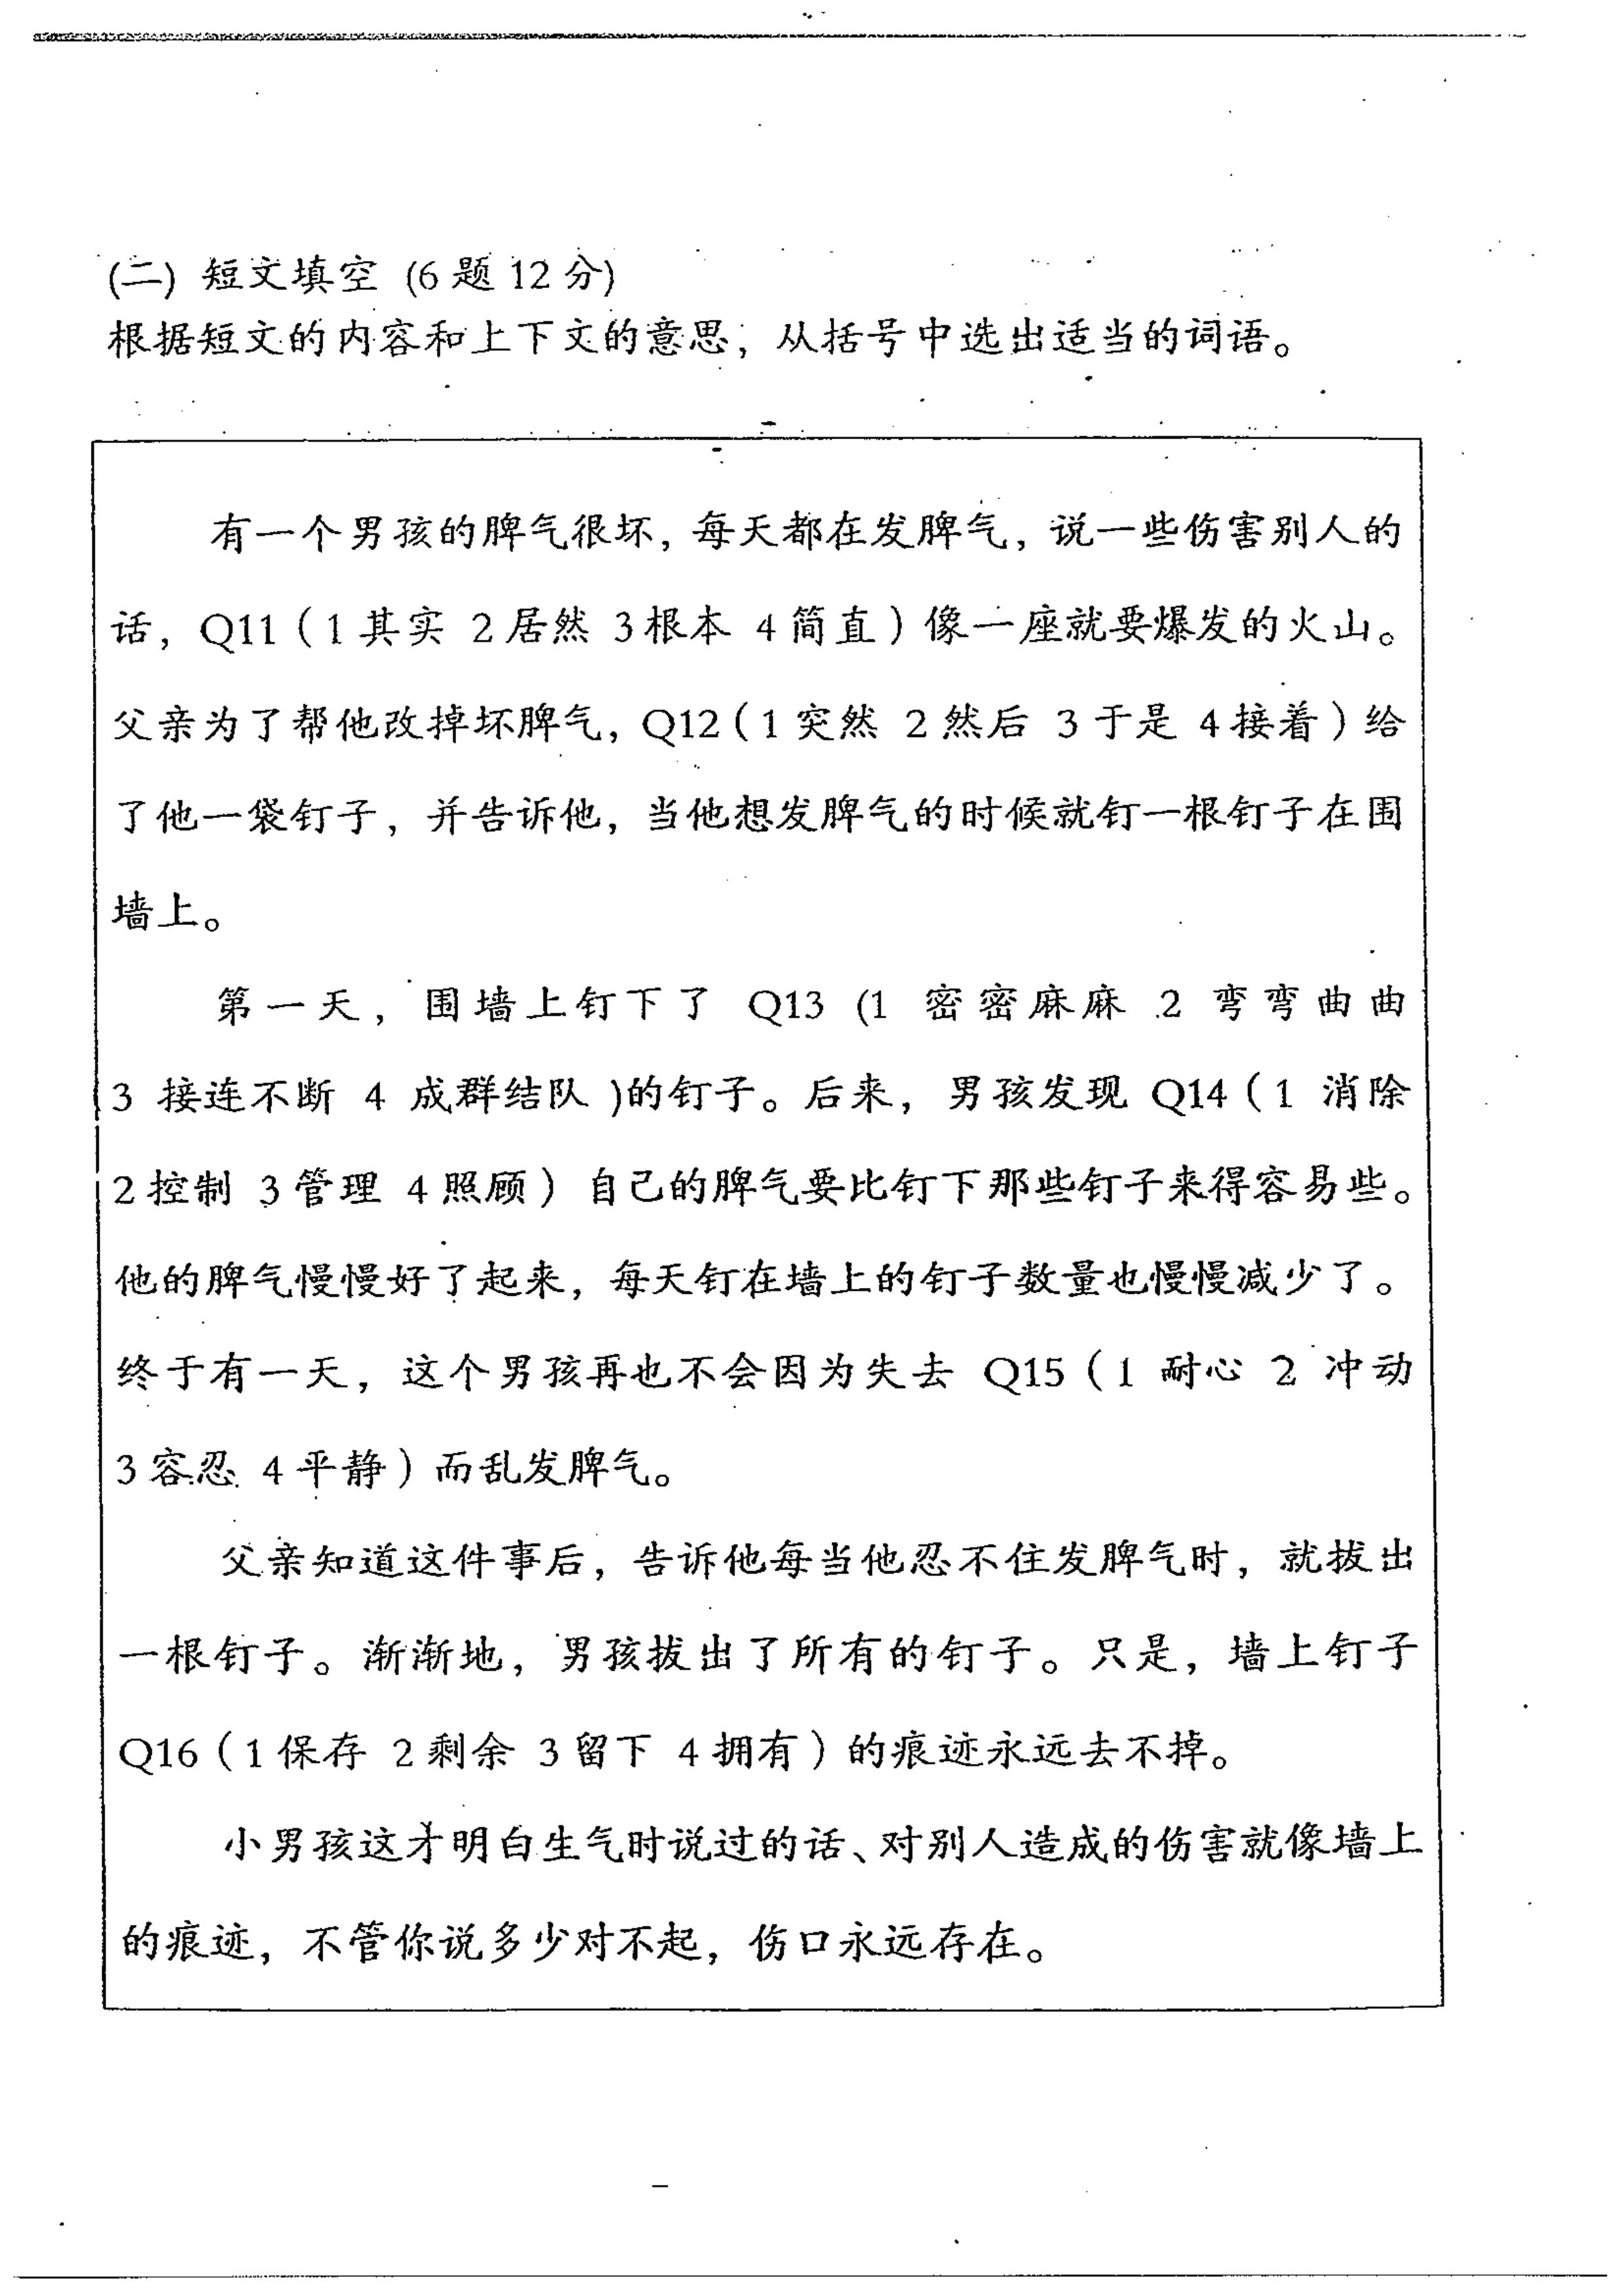 (二) 短文填空 (6 题 12 分)
根据短文的内容和上下文的意思，从括号中选出适当的词语。
有一个男孩的脾气很坏，每天都在发脾气，说一些伤害别人的
话，Q11（1 其实 2 居然 3 根本 4 简直）像一座就要爆发的火山。
父亲为了帮他改掉坏脾气，Q12（1 突然 2 然后 3 于是 4 接着）给
了他一袋钉子，并告诉他，当他想发脾气的时候就钉一根钉子在围
墙上。
第一天，围墙上钉下了 Q13 (1 密密麻麻 2 弯弯曲曲
3 接连不断 4 成群结队 )的钉子。后来，男孩发现 Q14（1 消除
2 控制 3 管理 4 照顾）自己的脾气要比钉下那些钉子来得容易些。
他的脾气慢慢好了起来，每天钉在墙上的钉子数量也慢慢减少了。
终于有一天，这个男孩再也不会因为失去 Q15（1 耐心 2 冲动
3 容忍 4 平静）而乱发脾气。
父亲知道这件事后，告诉他每当他忍不住发脾气时，就拔出
一根钉子。渐渐地，男孩拔出了所有的钉子。只是，墙上钉子
Q16（1 保存 2 剩余 3 留下 4 拥有）的痕迹永远去不掉。
小男孩这才明白生气时说过的话、对别人造成的伤害就像墙上
的痕迹，不管你说多少对不起，伤口永远存在。